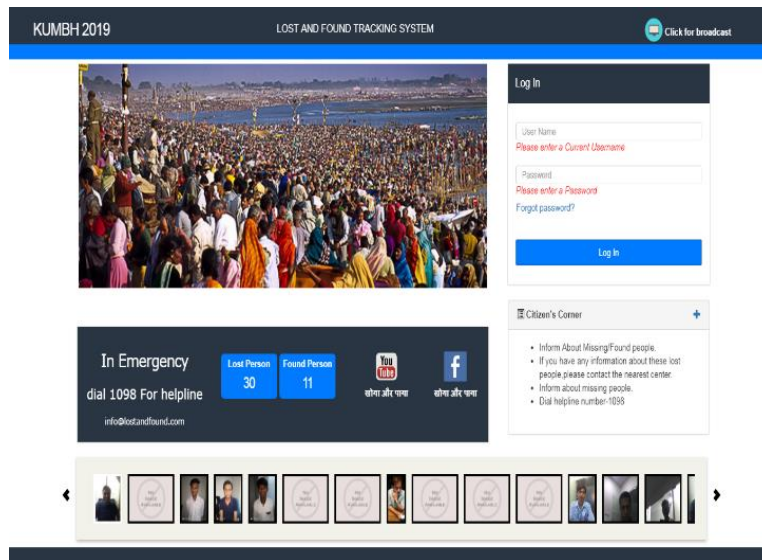 KUMBH 2019
LOST AND FOUND TRACKING SYSTEM
Click for broadcast
Log In
User Name
Please enter a Current Username
Password
Please enter a Password
Forgot password?
Log In
In Emergency
dial 1098 For helpline
info@lostandfound.com
Lost Person
30
Found Person
11
You
Tube
खोना और पाना
f
खोना और पाना
Citizen's Corner
Inform About Missing/Found people.
If you have any information about these lost
people,please contact the nearest center.
Inform about missing people.
Dial helpline number-1098